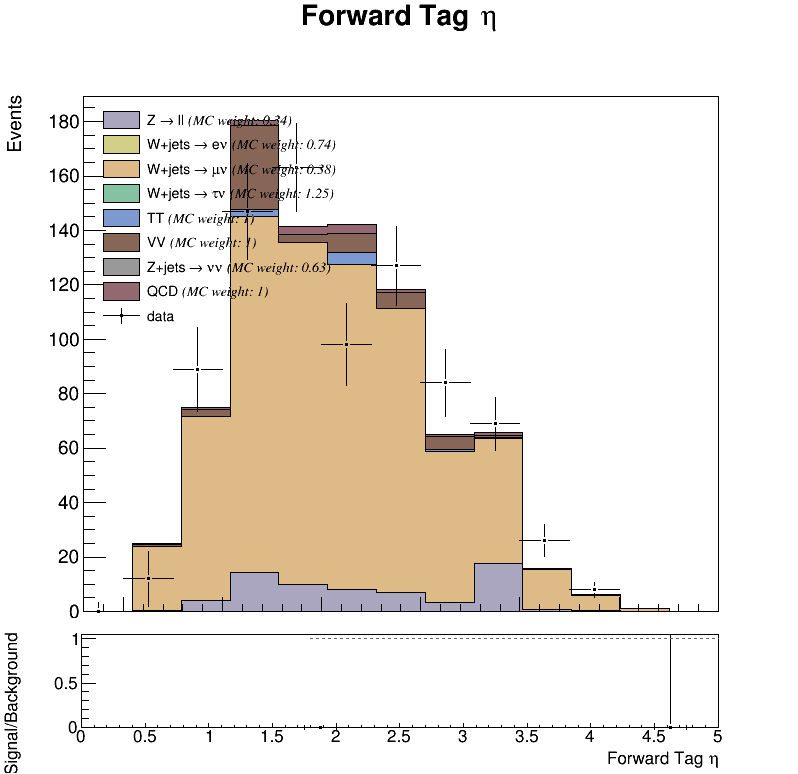 Forward Tag η
Events
180
160
140
120
100
80
60
40
20
0
Z → ll (MC weight: 0.34)
W+jets → eν (MC weight: 0.74)
W+jets → μν (MC weight: 0.38)
W+jets → τν (MC weight: 1.25)
TT (MC weight: 1)
VV (MC weight: 1)
Z+jets → νν (MC weight: 0.63)
QCD (MC weight: 1)
data
Signal/Background
1
0.5
0
0 0.5 1 1.5 2 2.5 3 3.5 4 4.5 5
Forward Tag η